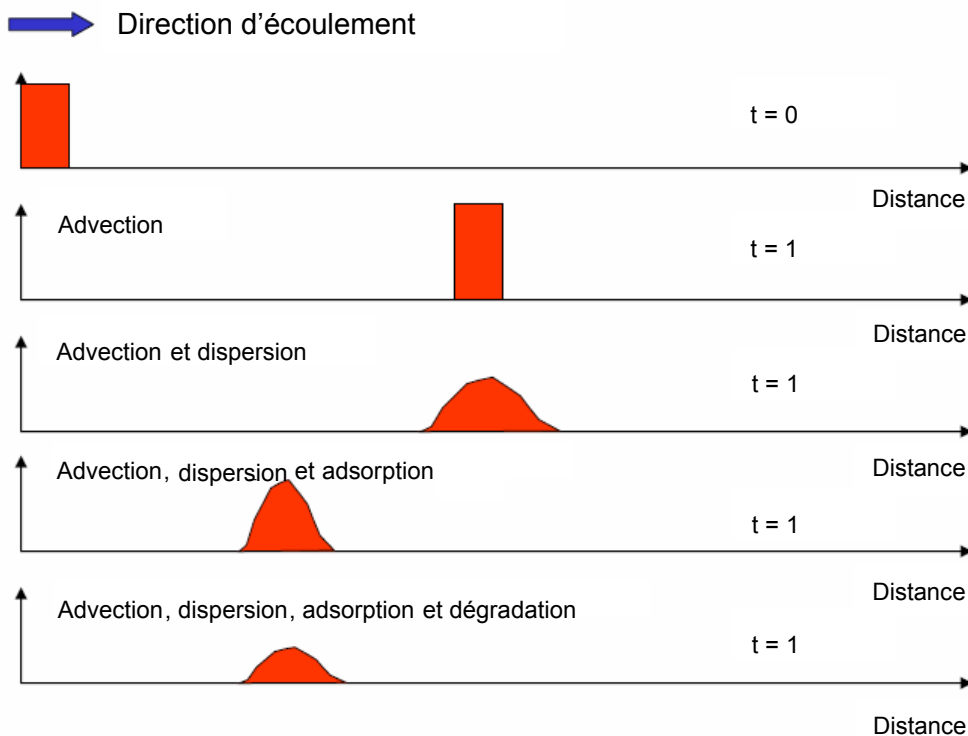 Direction d'écoulement
t = 0
Distance
Advection
t = 1
Distance
Advection et dispersion
t = 1
Distance
Advection, dispersion et adsorption
t = 1
Distance
Advection, dispersion, adsorption et dégradation
t = 1
Distance